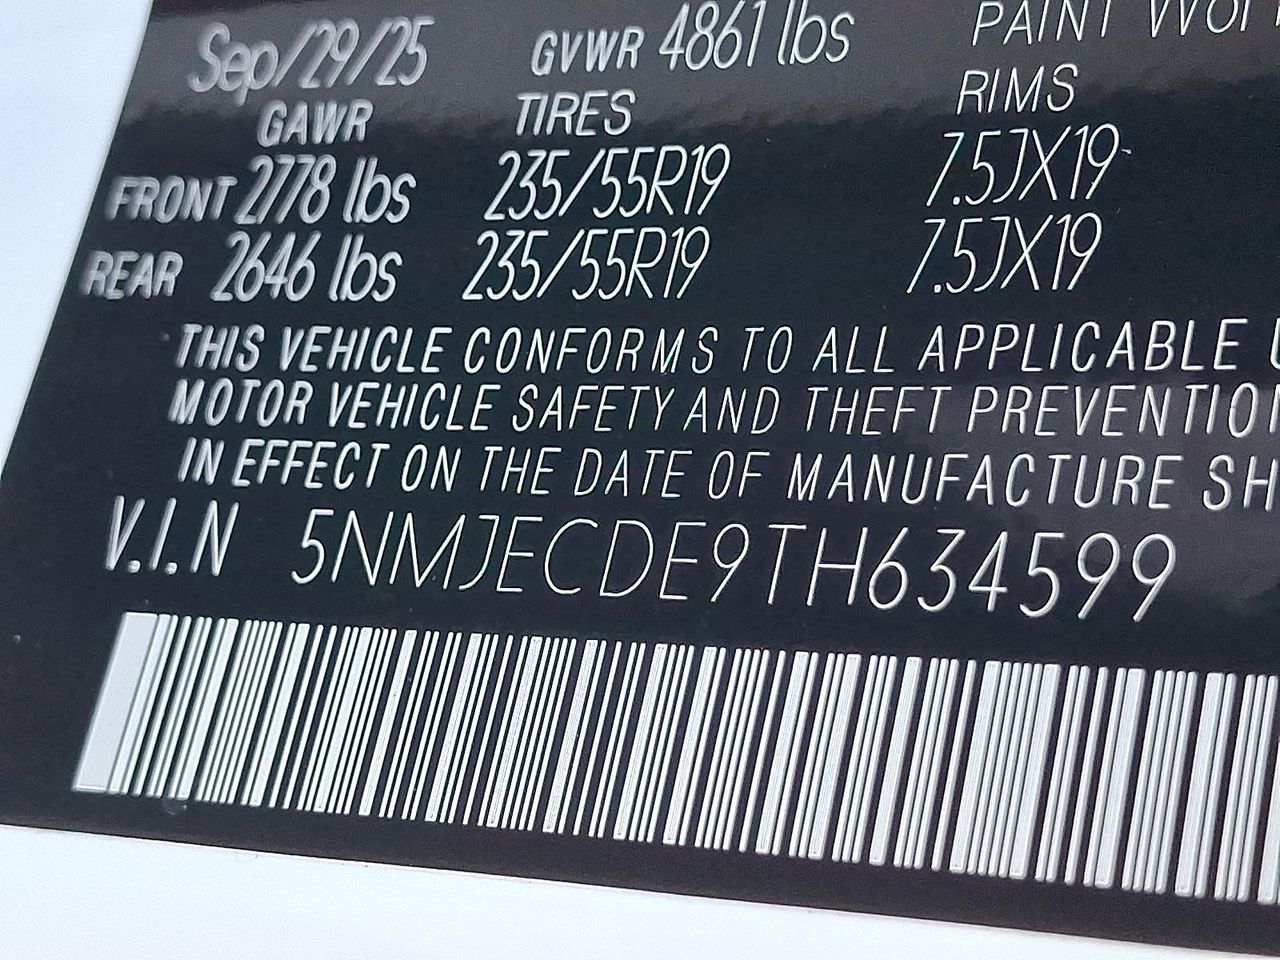 Sep/29/25 GVWR 4861 lbs PAINT
GAWR TIRES RIMS
FRONT 2778 lbs 235/55R19 7.5JX19
REAR 2646 lbs 235/55R19 7.5JX19
THIS VEHICLE CONFORMS TO ALL APPLICABLE
MOTOR VEHICLE SAFETY AND THEFT PREVENTION
IN EFFECT ON THE DATE OF MANUFACTURE SH
V.I.N 5NMJECDE9TH634599